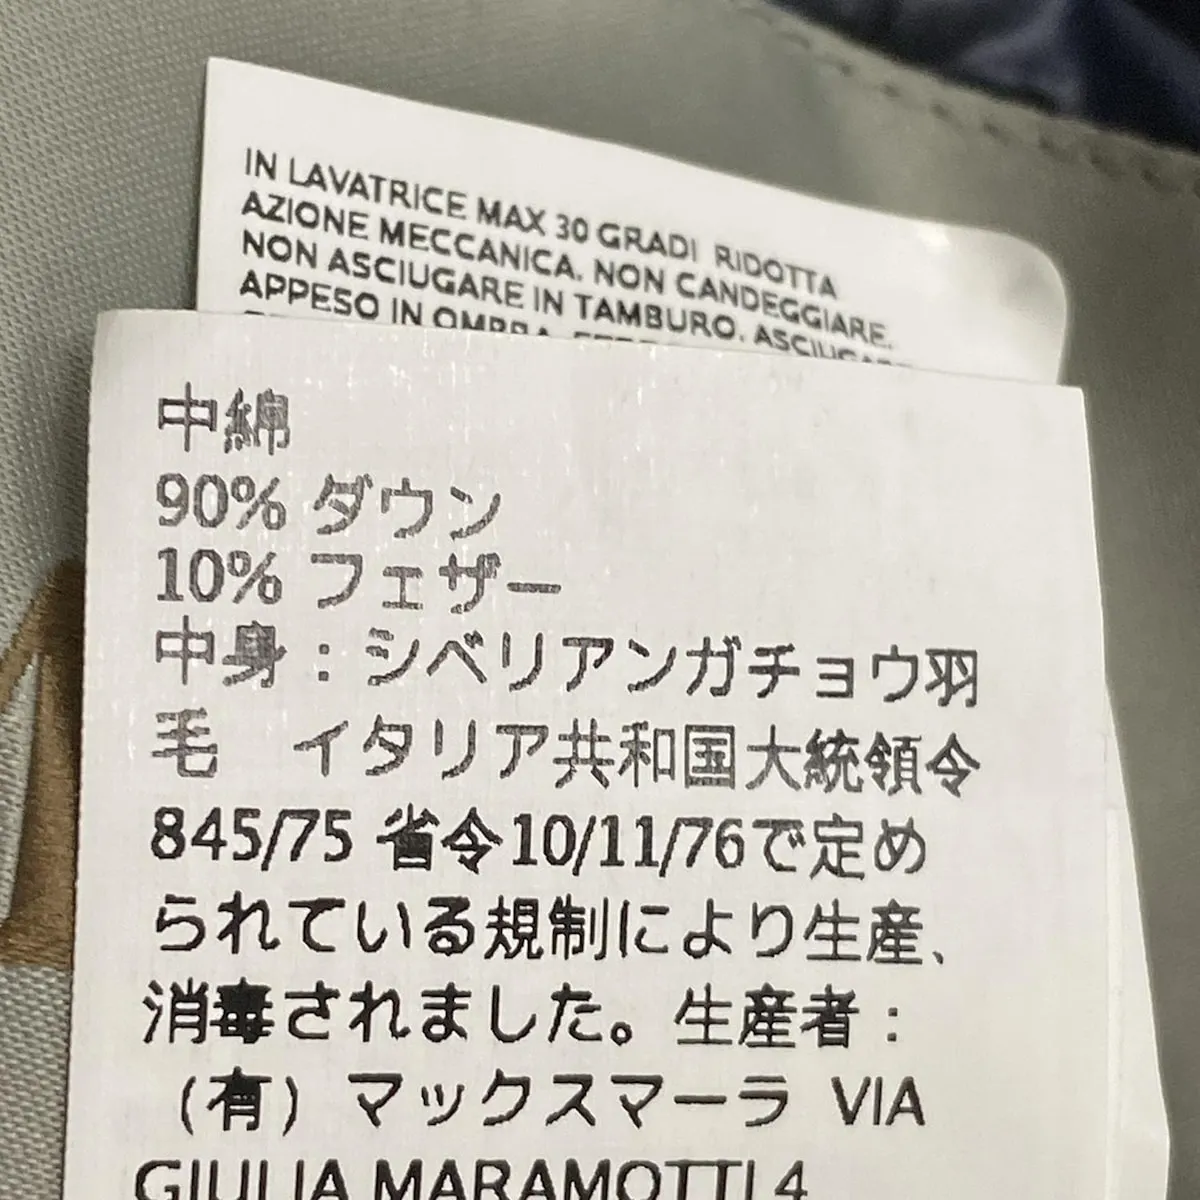 IN LAVATRICE MAX 30 GRADI RIDOTTA
AZIONE MECCANICA. NON CANDEGGIARE.
NON ASCIUGARE IN TAMBURO. ASCIUGARE
APPESO IN OMBRA.
中綿
90% ダウン
10% フェザー
中身:シベリアンガチョウ羽
毛 イタリア共和国大統領令
845/75 省令10/11/76で定め
られている規制により生産、
消毒されました。生産者:
(有)マックスマーラ VIA
GIULIA MARAMOTTI 4